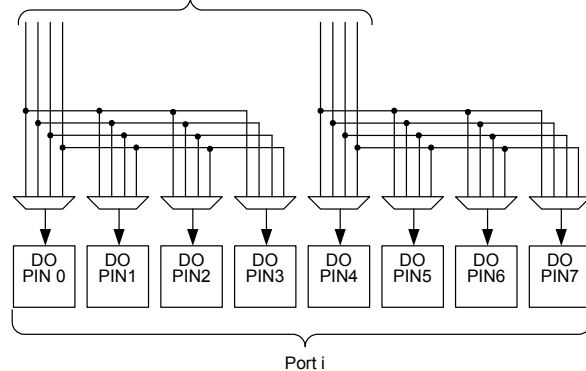 DO
PIN 0
DO
PIN1
DO
PIN2
DO
PIN3
DO
PIN4
DO
PIN5
DO
PIN6
DO
PIN7
Port i